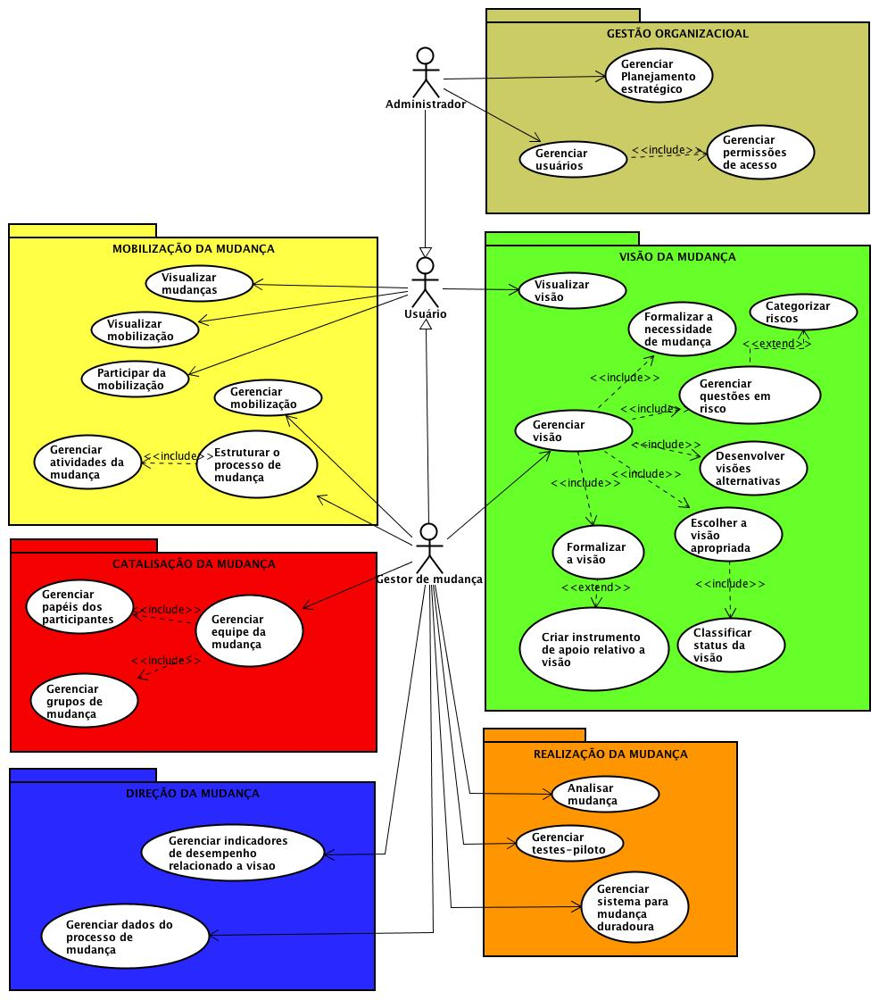 GESTÃO ORGANIZACIOAL
Gerenciar
Planejamento
estratégico
Administrador
Gerenciar
usuários
<<include>>
Gerenciar
permissões
de acesso
MOBILIZAÇÃO DA MUDANÇA
Visualizar
mudanças
Visualizar
mobilização
Participar da
mobilização
Gerenciar
mobilização
Gerenciar
atividades da
mudança
<<include>>
Estruturar o
processo de
mudança
Usuário
VISÃO DA MUDANÇA
Visualizar
visão
Formalizar a
necessidade
de mudança
Categorizar
riscos
<<extend>>
<<include>>
Gerenciar
questões em
risco
<<include>>
Gerenciar
visão
<<include>>
Desenvolver
visões
alternativas
<<include>>
<<include>>
Escolher a
visão
apropriada
Formalizar
a visão
<<extend>>
<<include>>
Criar instrumento
de apoio relativo a
visão
Classificar
status da
visão
Gestor de mudança
CATALISAÇÃO DA MUDANÇA
Gerenciar
papéis dos
participantes
<<include>>
Gerenciar
equipe da
mudança
<<include>>
Gerenciar
grupos de
mudança
DIREÇÃO DA MUDANÇA
Gerenciar indicadores
de desempenho
relacionado a visao
Gerenciar dados do
processo de
mudança
REALIZAÇÃO DA MUDANÇA
Analisar
mudança
Gerenciar
testes-piloto
Gerenciar
sistema para
mudança
duradoura